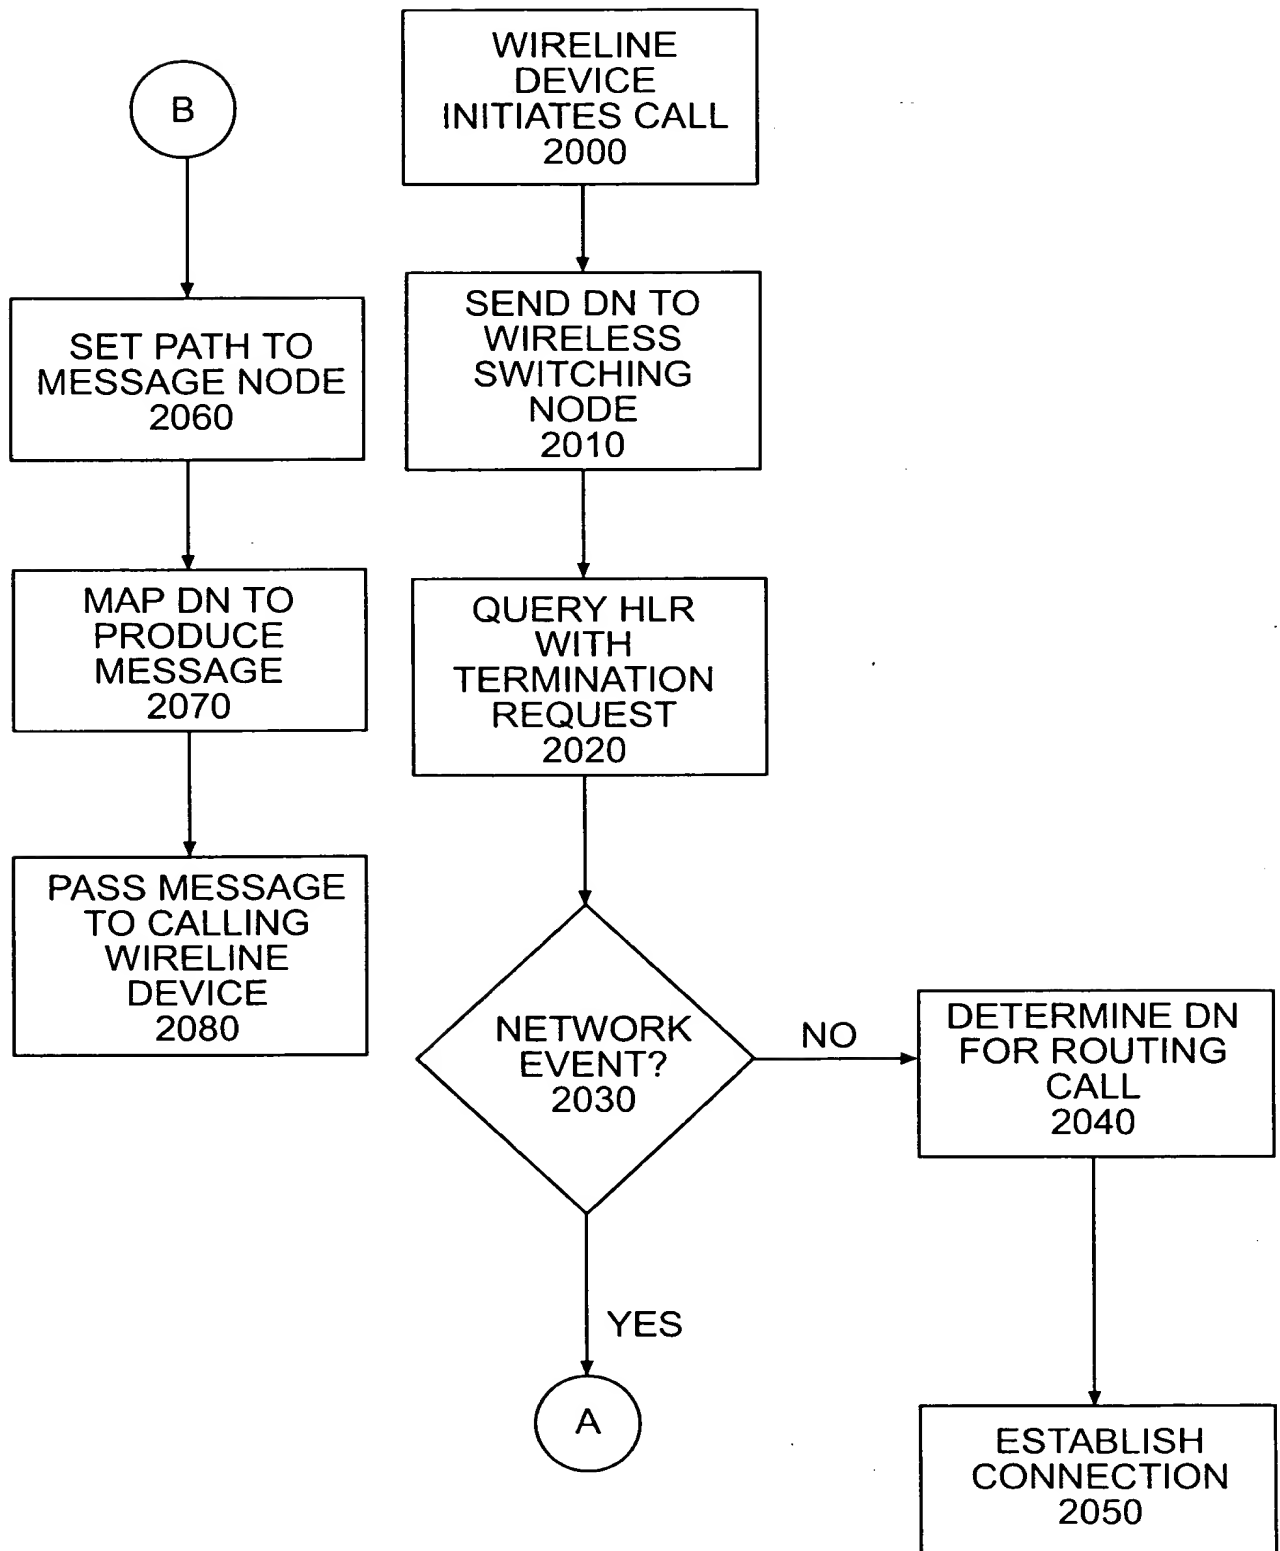 B
SET PATH TO
MESSAGE NODE
2060
MAP DN TO
PRODUCE
MESSAGE
2070
PASS MESSAGE
TO CALLING
WIRELINE
DEVICE
2080
WIRELINE
DEVICE
INITIATES CALL
2000
SEND DN TO
WIRELESS
SWITCHING
NODE
2010
QUERY HLR
WITH
TERMINATION
REQUEST
2020
NETWORK
EVENT?
2030
NO
YES
A
DETERMINE DN
FOR ROUTING
CALL
2040
ESTABLISH
CONNECTION
2050